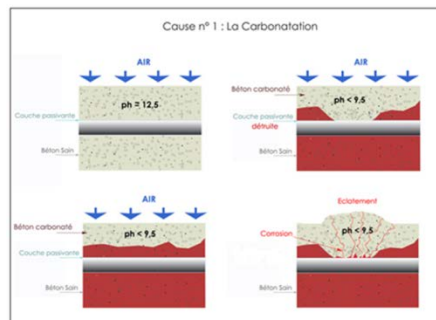 Cause n° 1 : La Carbonatation
AIR
ph = 12,5
Couche passivante
Béton Sain
AIR
Béton carbonaté
ph < 9,5
Couche passivante
détruite
Béton Sain
AIR
Béton carbonaté
ph < 9,5
Couche passivante
Béton Sain
Eclatement
Corrosion
ph < 9,5
Béton Sain